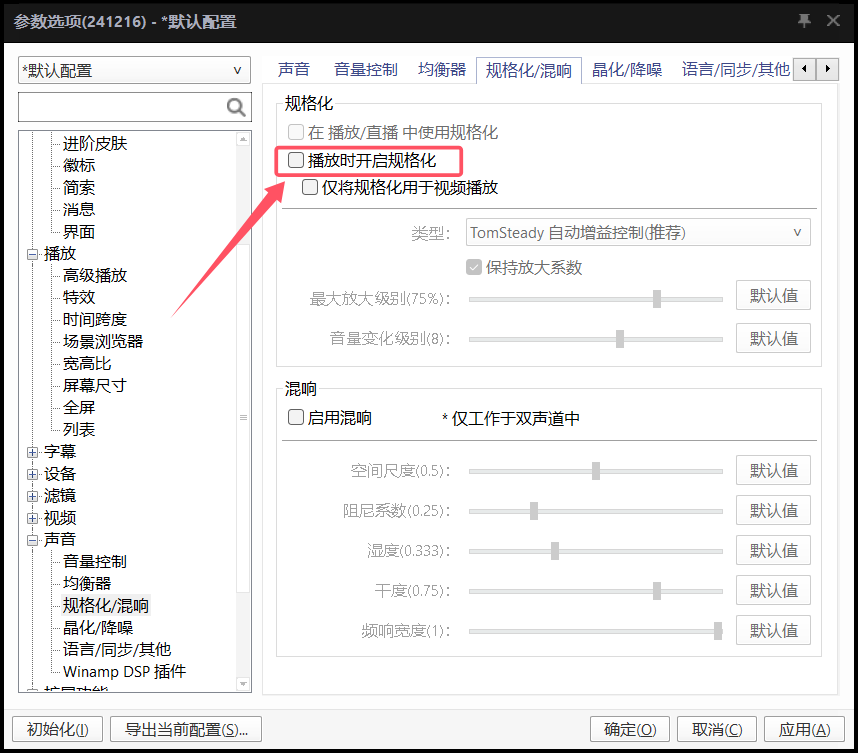 参数选项(241216) - *默认配置
*默认配置
进阶皮肤
徽标
简索
消息
界面
播放
高级播放
特效
时间跨度
场景浏览器
宽高比
屏幕尺寸
全屏
列表
字幕
设备
滤镜
视频
声音
音量控制
均衡器
规格化/混响
晶化/降噪
语言/同步/其他
Winamp DSP 插件
扩展功能
声音 音量控制 均衡器 规格化/混响 晶化/降噪 语言/同步/其他
规格化
在 播放/直播 中使用规格化
播放时开启规格化
仅将规格化用于视频播放
类型: TomSteady 自动增益控制(推荐)
保持放大系数
最大放大级别(75%): 默认值
音量变化级别(8): 默认值
混响
启用混响 * 仅工作于双声道中
空间尺度(0.5): 默认值
阻尼系数(0.25): 默认值
湿度(0.333): 默认值
干度(0.75): 默认值
频响宽度(1): 默认值
初始化(I) 导出当前配置(S)... 确定(O) 取消(C) 应用(A)